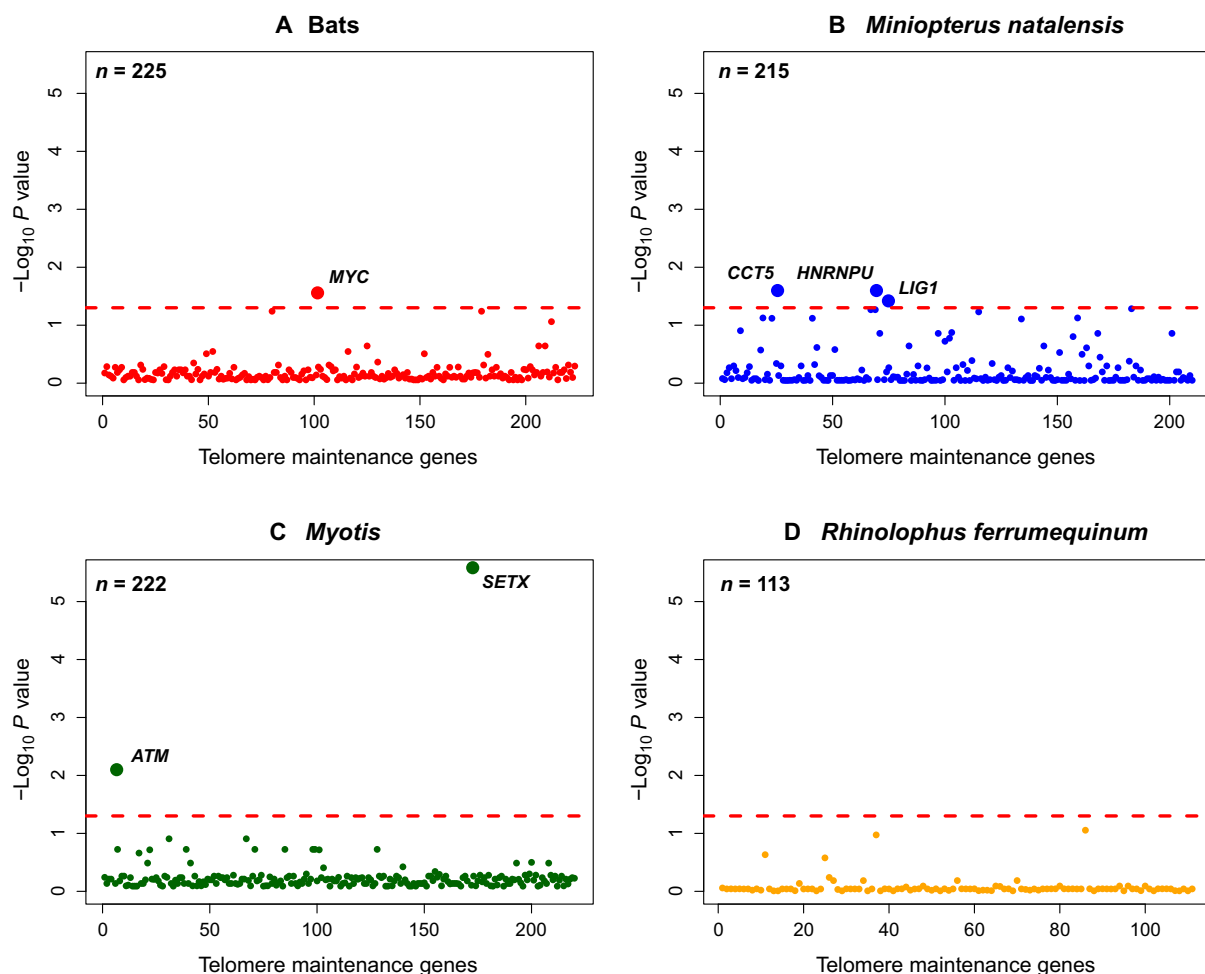 A Bats
n = 225
MYC
−Log10 P value
0 1 2 3 4 5
0 50 100 150 200
Telomere maintenance genes
B Miniopterus natalensis
n = 215
CCT5 HNRNPU LIG1
−Log10 P value
0 1 2 3 4 5
0 50 100 150 200
Telomere maintenance genes
C Myotis
n = 222
SETX
ATM
−Log10 P value
0 1 2 3 4 5
0 50 100 150 200
Telomere maintenance genes
D Rhinolophus ferrumequinum
n = 113
−Log10 P value
0 1 2 3 4 5
0 20 40 60 80 100
Telomere maintenance genes